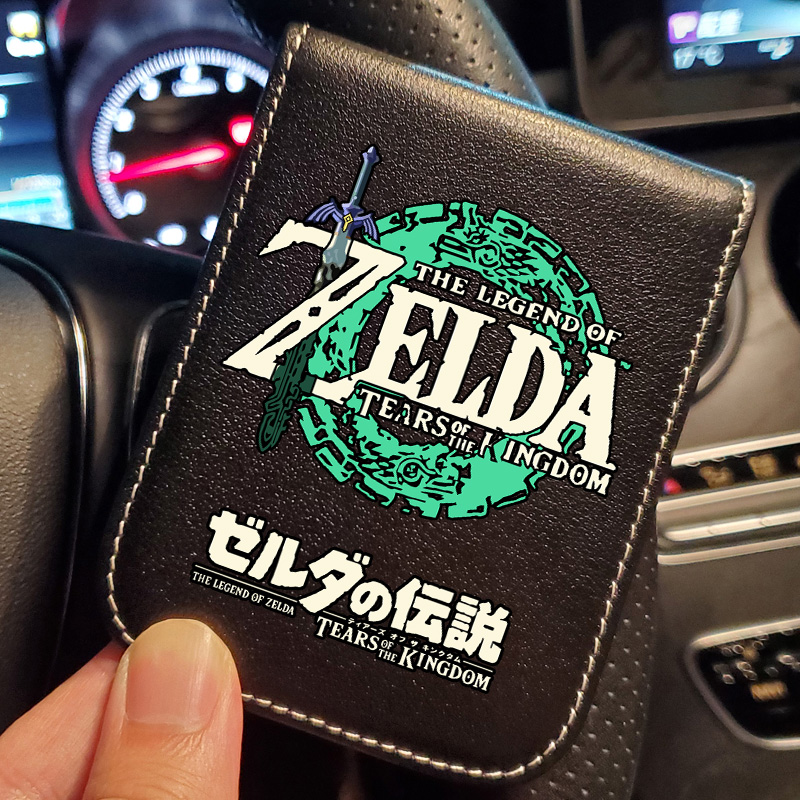 THE LEGEND OF
ZELDA
TEARS OF THE KINGDOM
ゼルダの伝説
THE LEGEND OF ZELDA
ティアーズ オブ ザ キングダム
TEARS OF THE KINGDOM